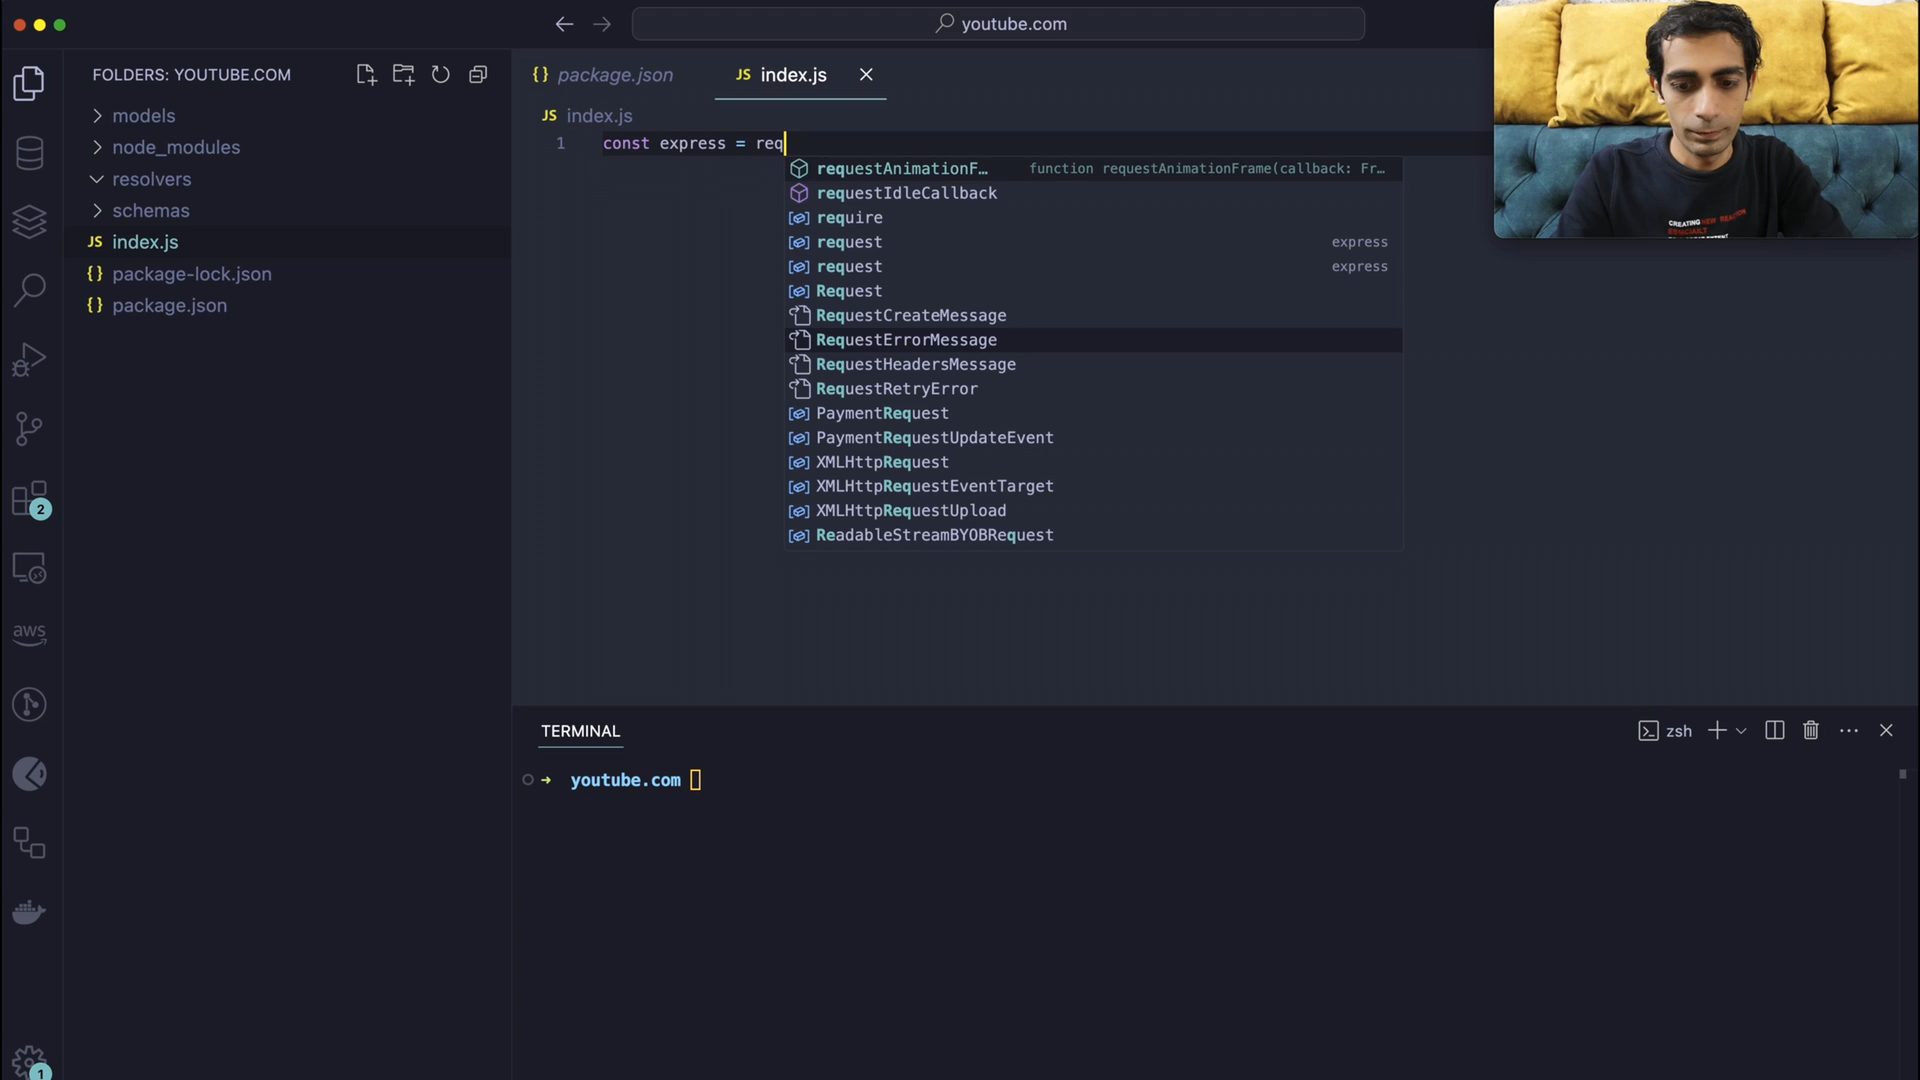 youtube.com
FOLDERS: YOUTUBE.COM
models
node_modules
resolvers
schemas
JS index.js
{} package-lock.json
{} package.json
2
aws
1
{} package.json
JS index.js
JS index.js
1 const express = req
requestAnimationF… function requestAnimationFrame(callback: Fr…
requestIdleCallback
require
request express
request express
Request
RequestCreateMessage
RequestErrorMessage
RequestHeadersMessage
RequestRetryError
PaymentRequest
PaymentRequestUpdateEvent
XMLHttpRequest
XMLHttpRequestEventTarget
XMLHttpRequestUpload
ReadableStreamBYOBRequest
CREATING NEW REACTION
TERMINAL
zsh
➜ youtube.com